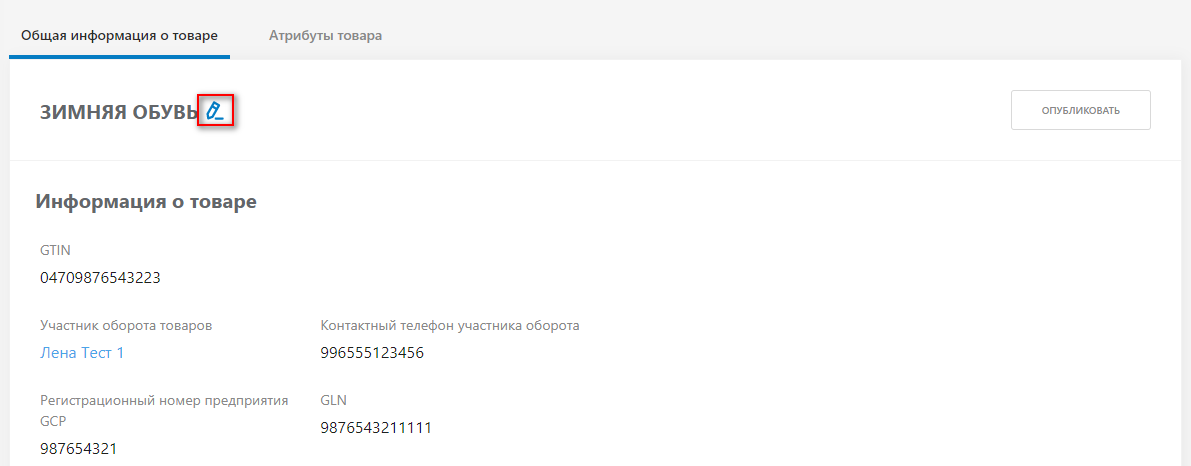 Общая информация о товаре Атрибуты товара
ЗИМНЯЯ ОБУВЬ ОПУБЛИКОВАТЬ
Информация о товаре
GTIN
04709876543223
Участник оборота товаров Контактный телефон участника оборота
Лена Тест 1 996555123456
Регистрационный номер предприятия GLN
GCP 9876543211111
987654321